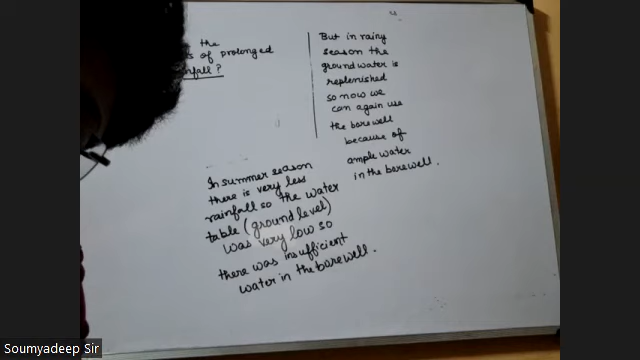 the
of prolonged
nfall?
In summer season
there is very less
rainfall so the water
table (ground level)
was very low so
there was insufficient
water in the barewell.
But in rainy
season the
ground water is
replenished
so now we
can again use
the borewell
because of
ample water
in the barewell.
Soumyadeep Sir